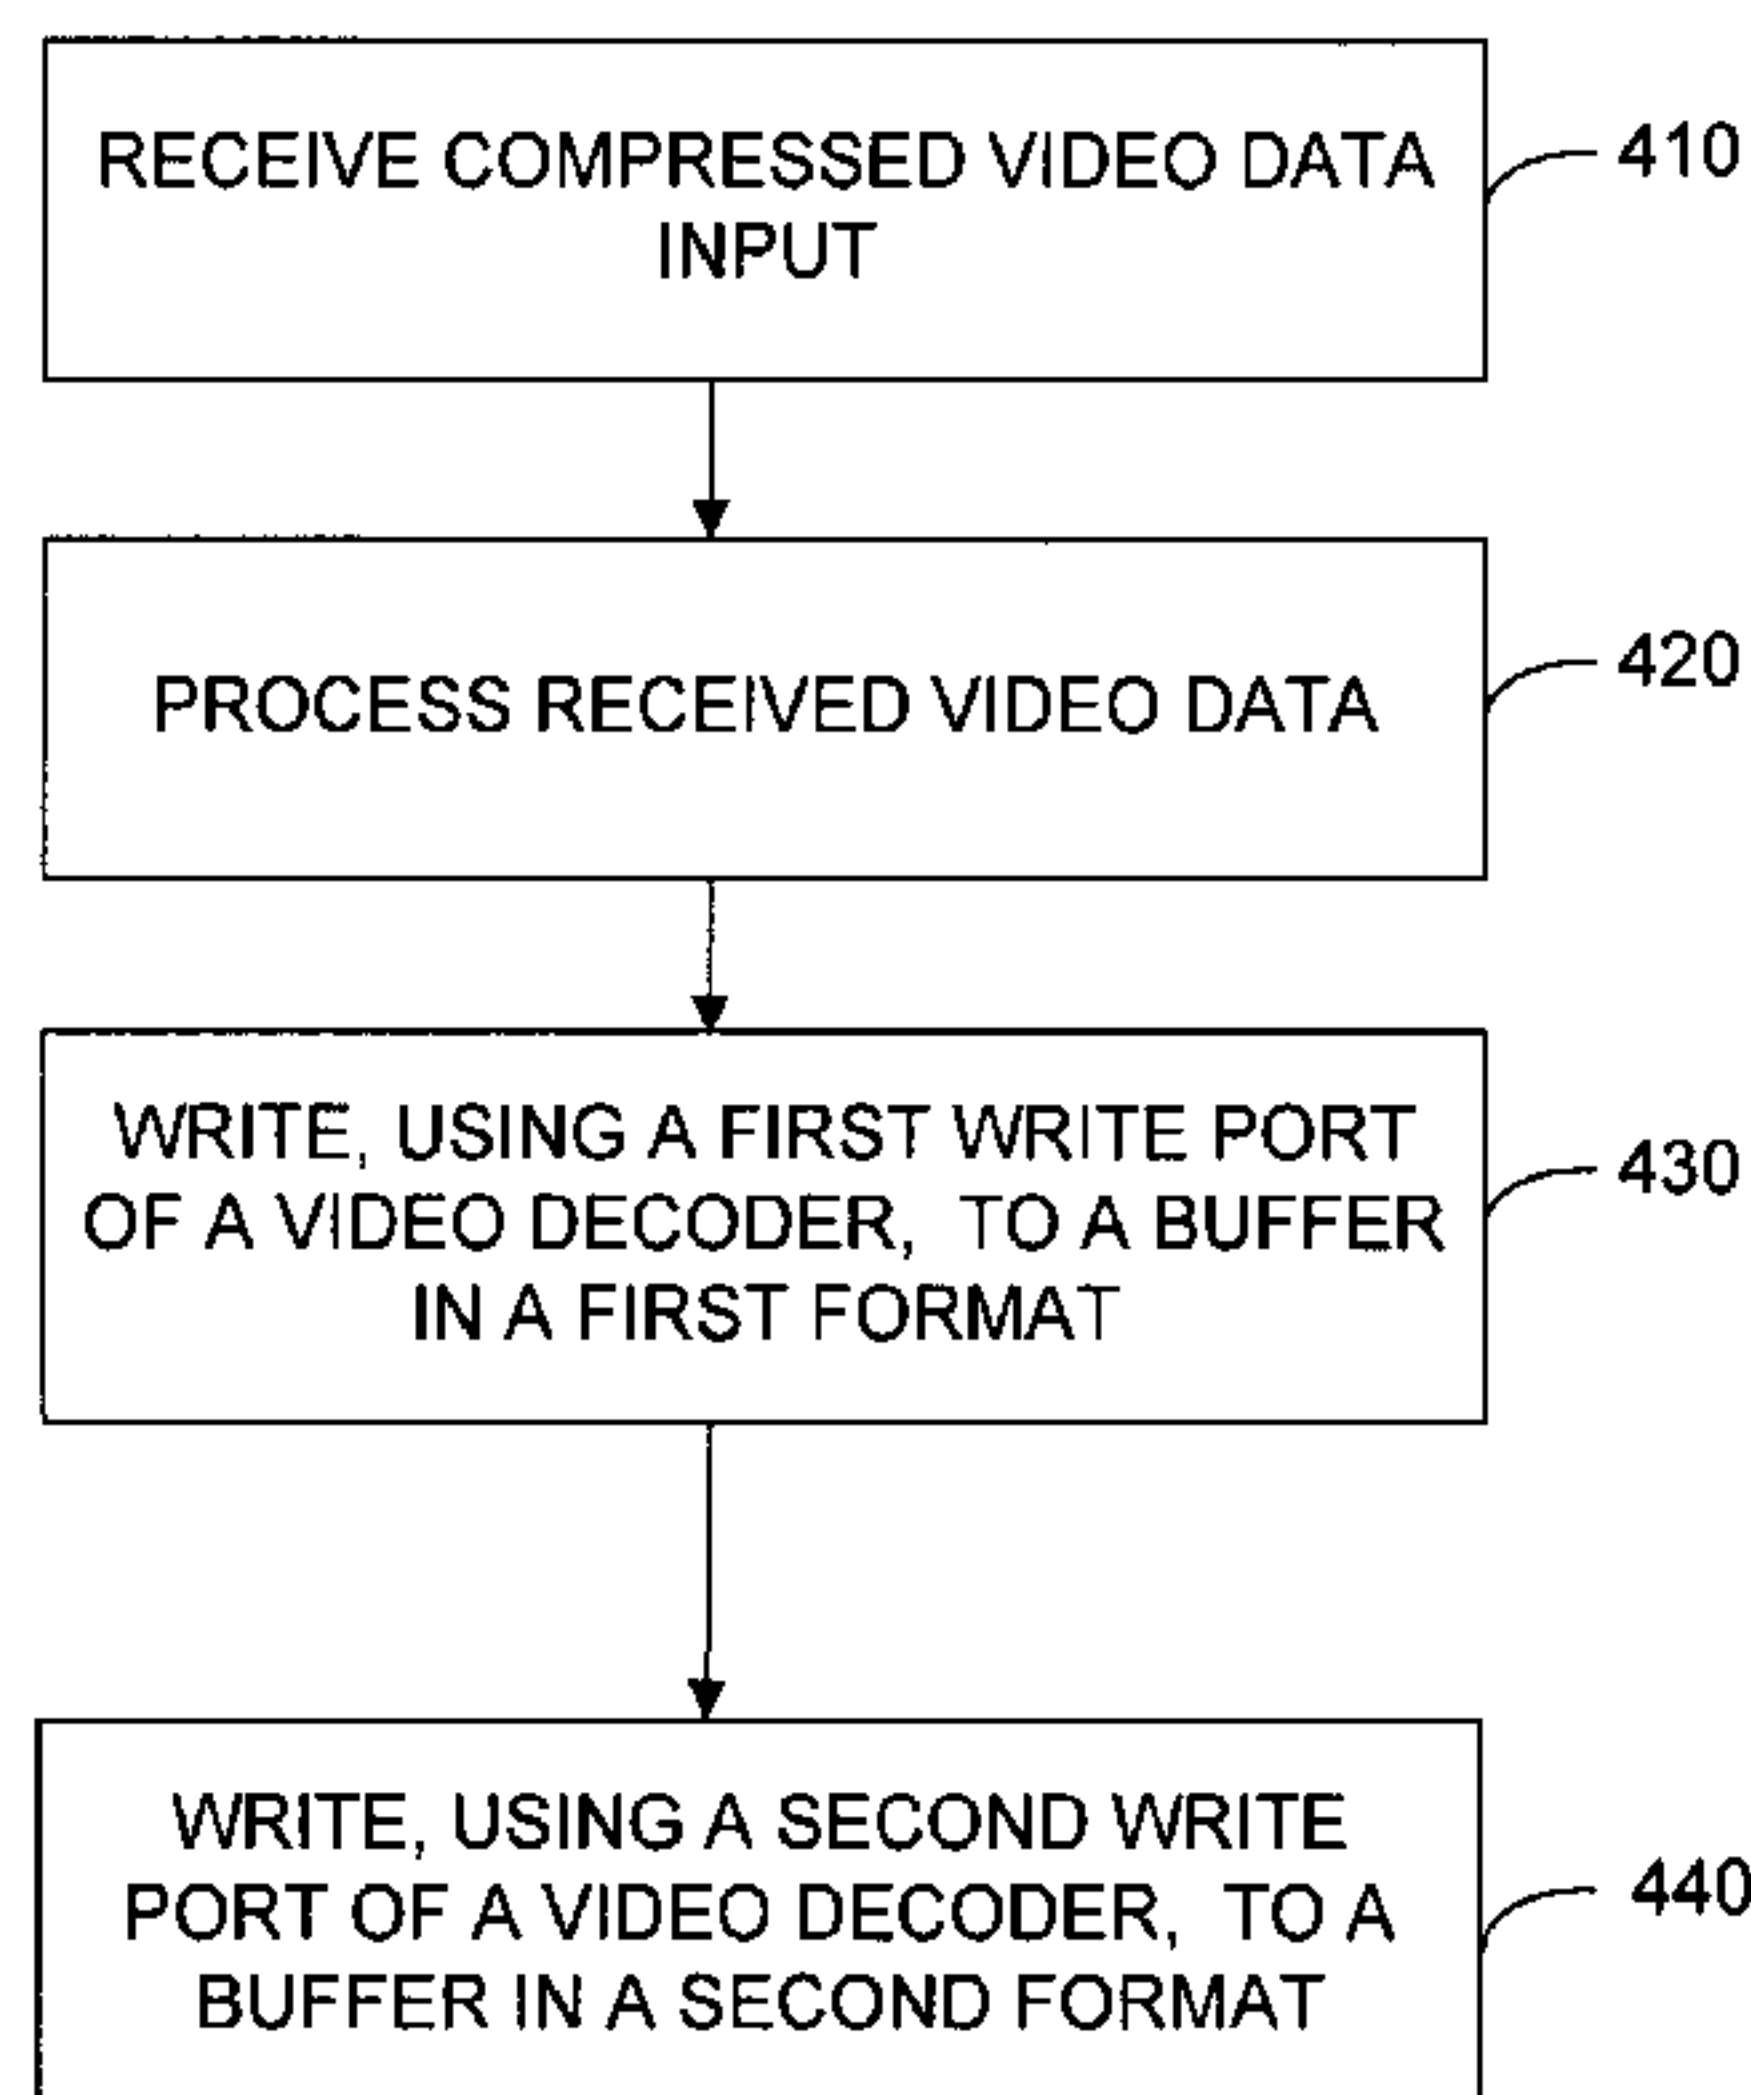 RECEIVE COMPRESSED VIDEO DATA
INPUT
410
PROCESS RECEIVED VIDEO DATA
420
WRITE, USING A FIRST WRITE PORT
OF A VIDEO DECODER, TO A BUFFER
IN A FIRST FORMAT
430
WRITE, USING A SECOND WRITE
PORT OF A VIDEO DECODER, TO A
BUFFER IN A SECOND FORMAT
440